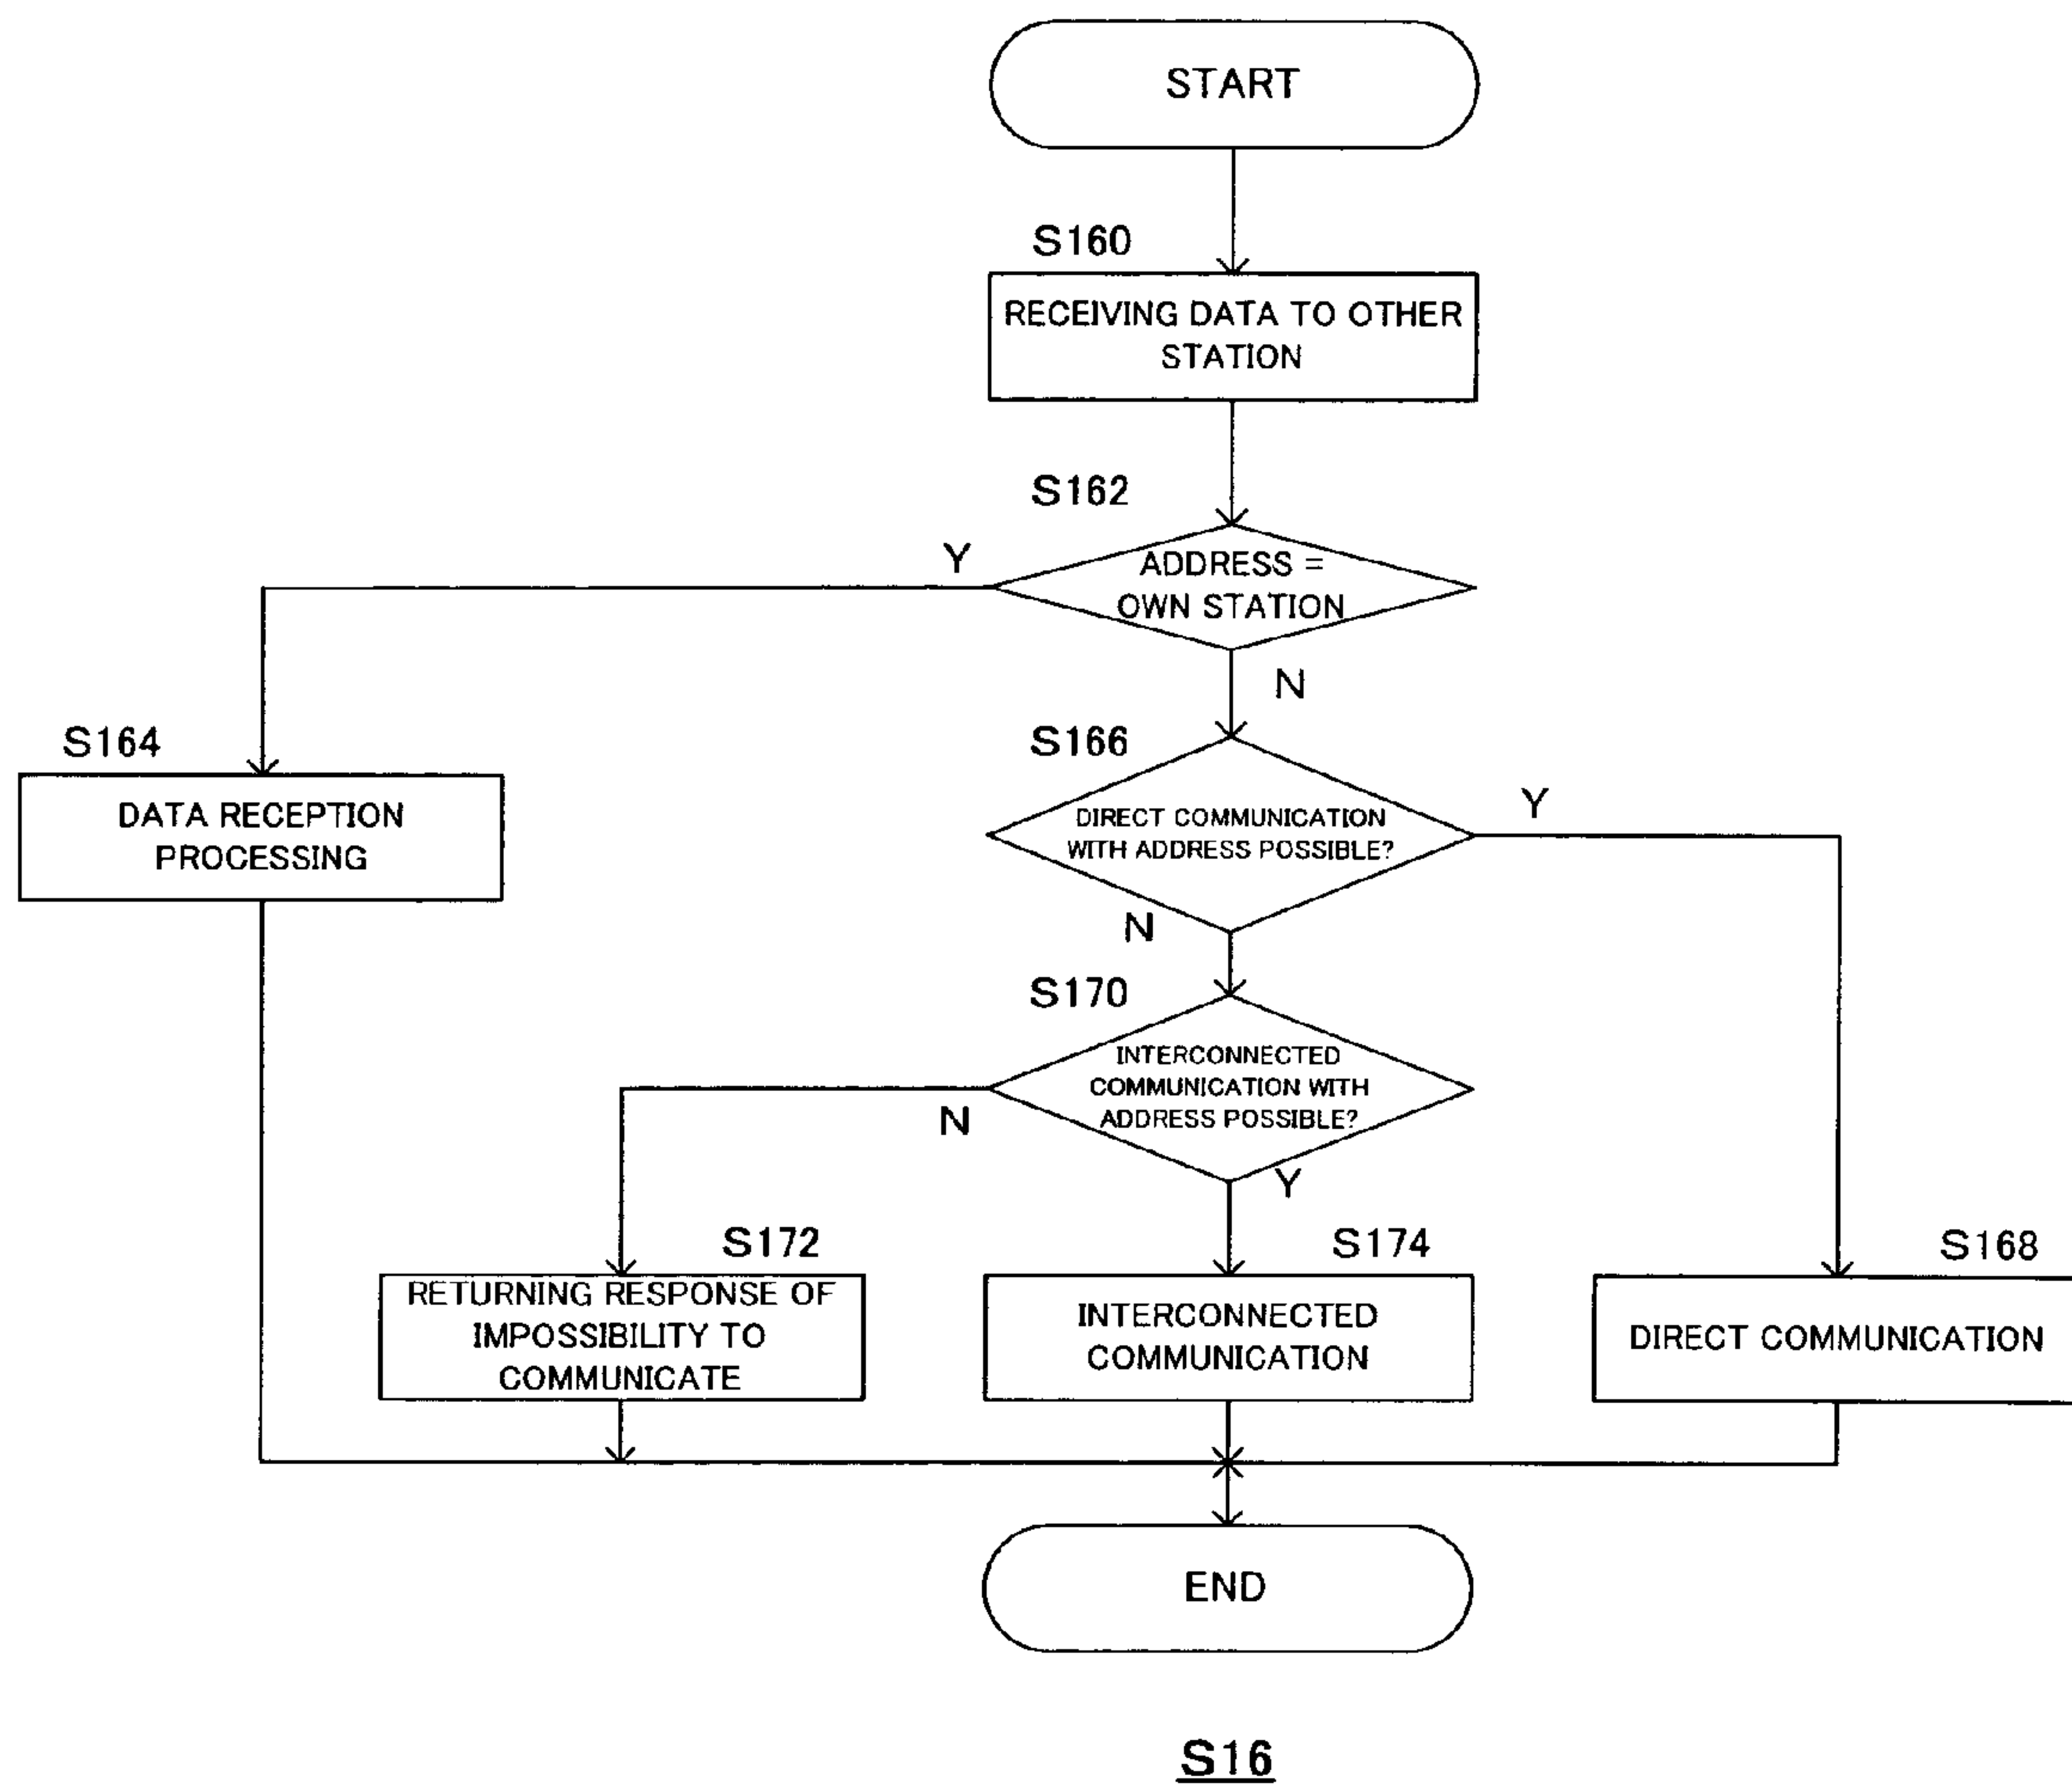 START
S160
RECEIVING DATA TO OTHER
STATION
S162
Y
ADDRESS =
OWN STATION
N
S164
DATA RECEPTION
PROCESSING
S166
DIRECT COMMUNICATION
WITH ADDRESS POSSIBLE?
Y
N
S170
INTERCONNECTED
COMMUNICATION WITH
ADDRESS POSSIBLE?
N
Y
S172
RETURNING RESPONSE OF
IMPOSSIBILITY TO
COMMUNICATE
S174
INTERCONNECTED
COMMUNICATION
S168
DIRECT COMMUNICATION
END
S16